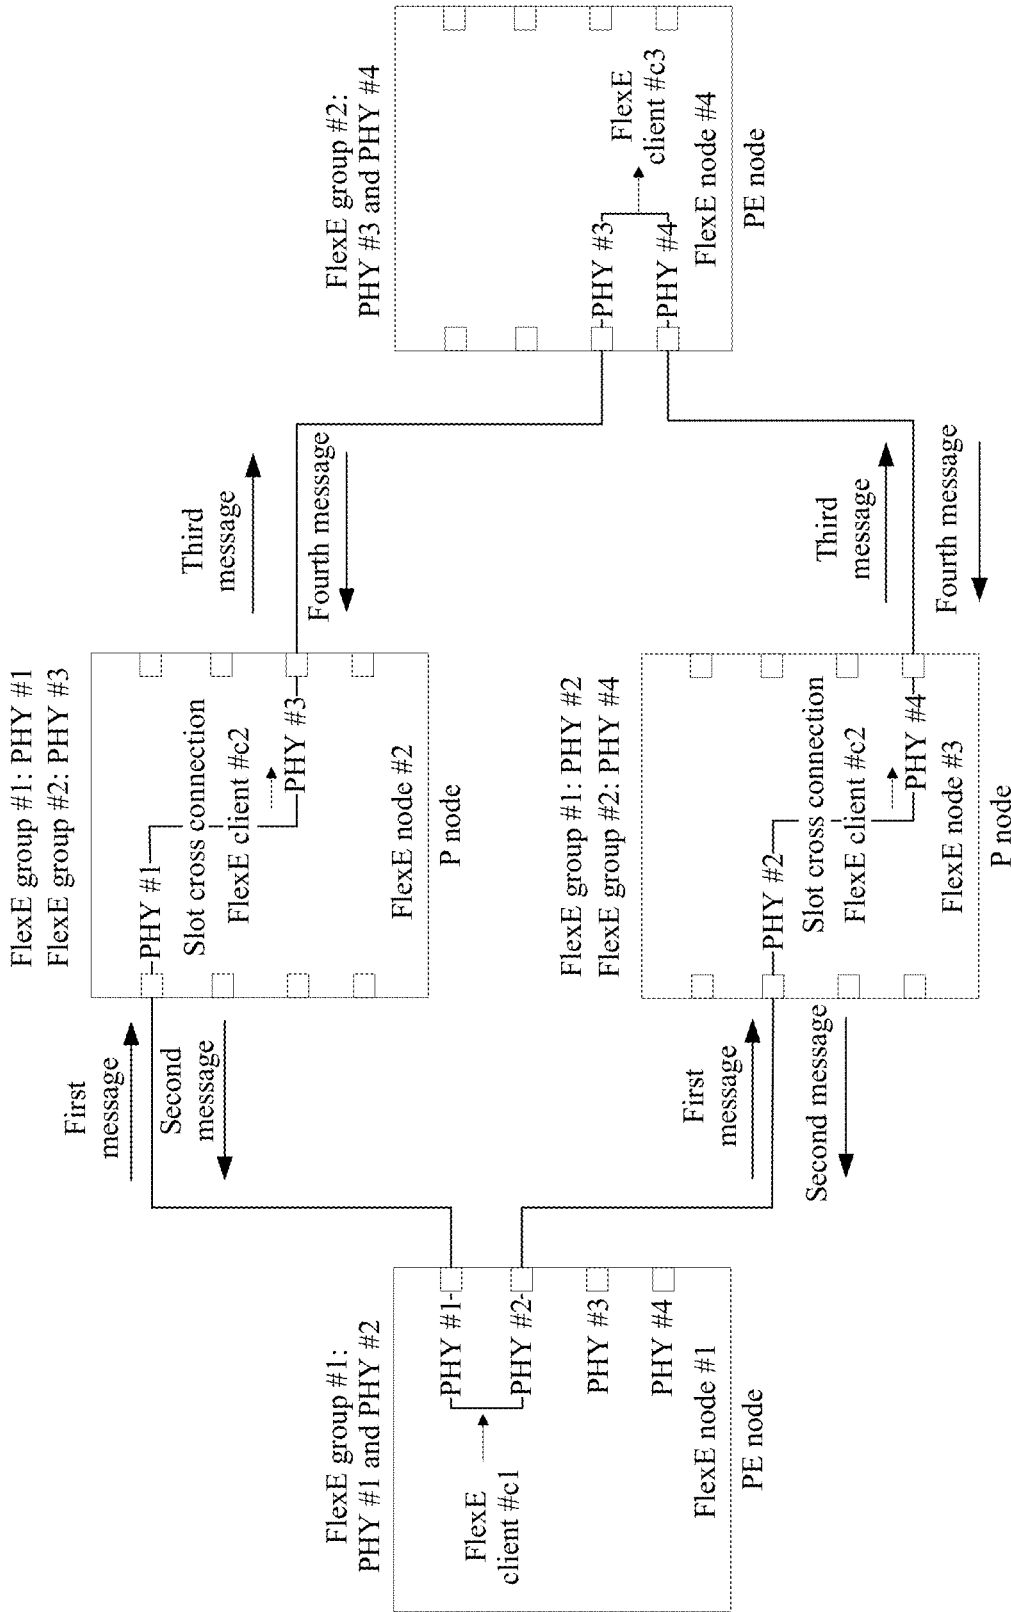 FlexE group #1:
PHY #1 and PHY #2
FlexE
client #c1
PHY #1
PHY #2
PHY #3
PHY #4
FlexE node #1
PE node
First
message
Second
message
First
message
Second message
FlexE group #1: PHY #1
FlexE group #2: PHY #3
PHY #1
Slot cross connection
FlexE client #c2
PHY #3
FlexE node #2
P node
FlexE group #1: PHY #2
FlexE group #2: PHY #4
PHY #2
Slot cross connection
FlexE client #c2
PHY #4
FlexE node #3
P node
Third
message
Fourth message
Third
message
Fourth message
FlexE group #2:
PHY #3 and PHY #4
PHY #3
PHY #4
FlexE
client #c3
FlexE node #4
PE node